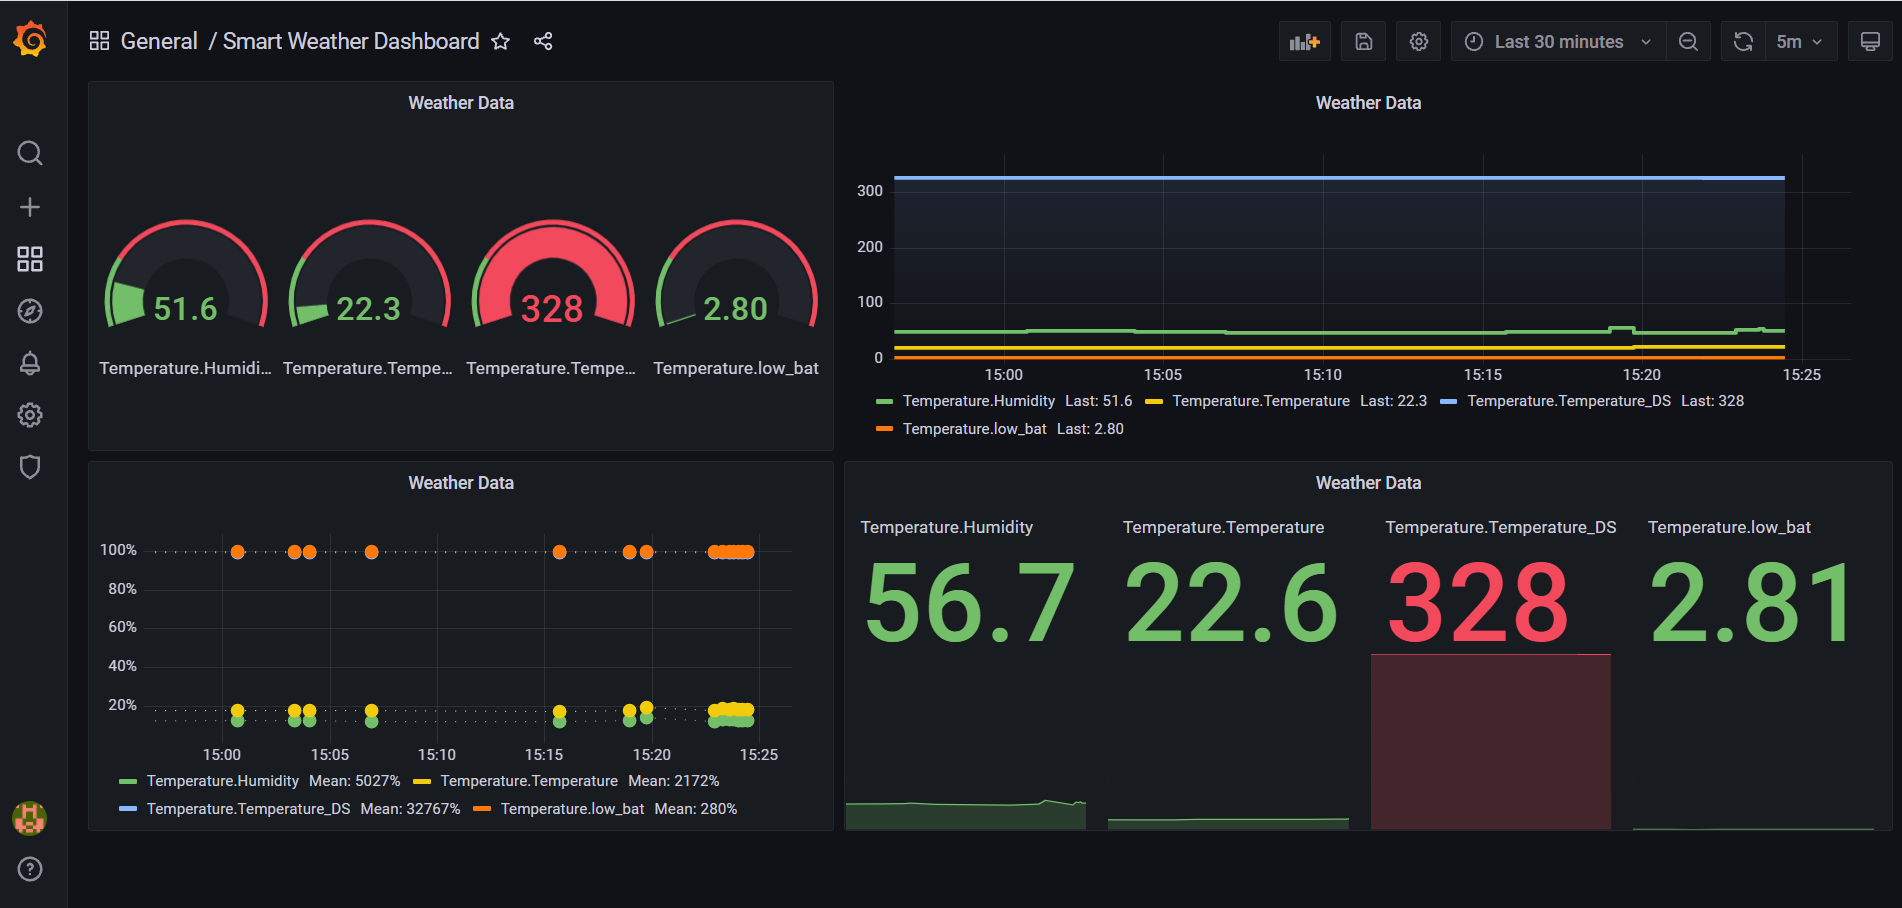 General / Smart Weather Dashboard
Last 30 minutes
5m
Weather Data
51.6
22.3
328
2.80
Temperature.Humidi...
Temperature.Tempe...
Temperature.Tempe...
Temperature.low_bat
Weather Data
300
200
100
0
15:00 15:05 15:10 15:15 15:20 15:25
Temperature.Humidity Last: 51.6 Temperature.Temperature Last: 22.3 Temperature.Temperature_DS Last: 328
Temperature.low_bat Last: 2.80
Weather Data
100%
80%
60%
40%
20%
15:00 15:05 15:10 15:15 15:20 15:25
Temperature.Humidity Mean: 5027% Temperature.Temperature Mean: 2172%
Temperature.Temperature_DS Mean: 32767% Temperature.low_bat Mean: 280%
Weather Data
Temperature.Humidity
56.7
Temperature.Temperature
22.6
Temperature.Temperature_DS
328
Temperature.low_bat
2.81